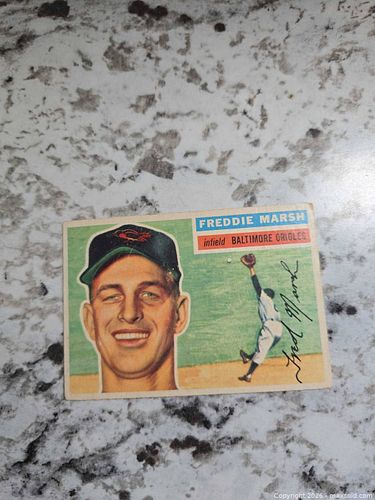 FREDDIE MARSH
infield BALTIMORE ORIOLES
Fred Marsh
Copyright 2026 - maxsold.com